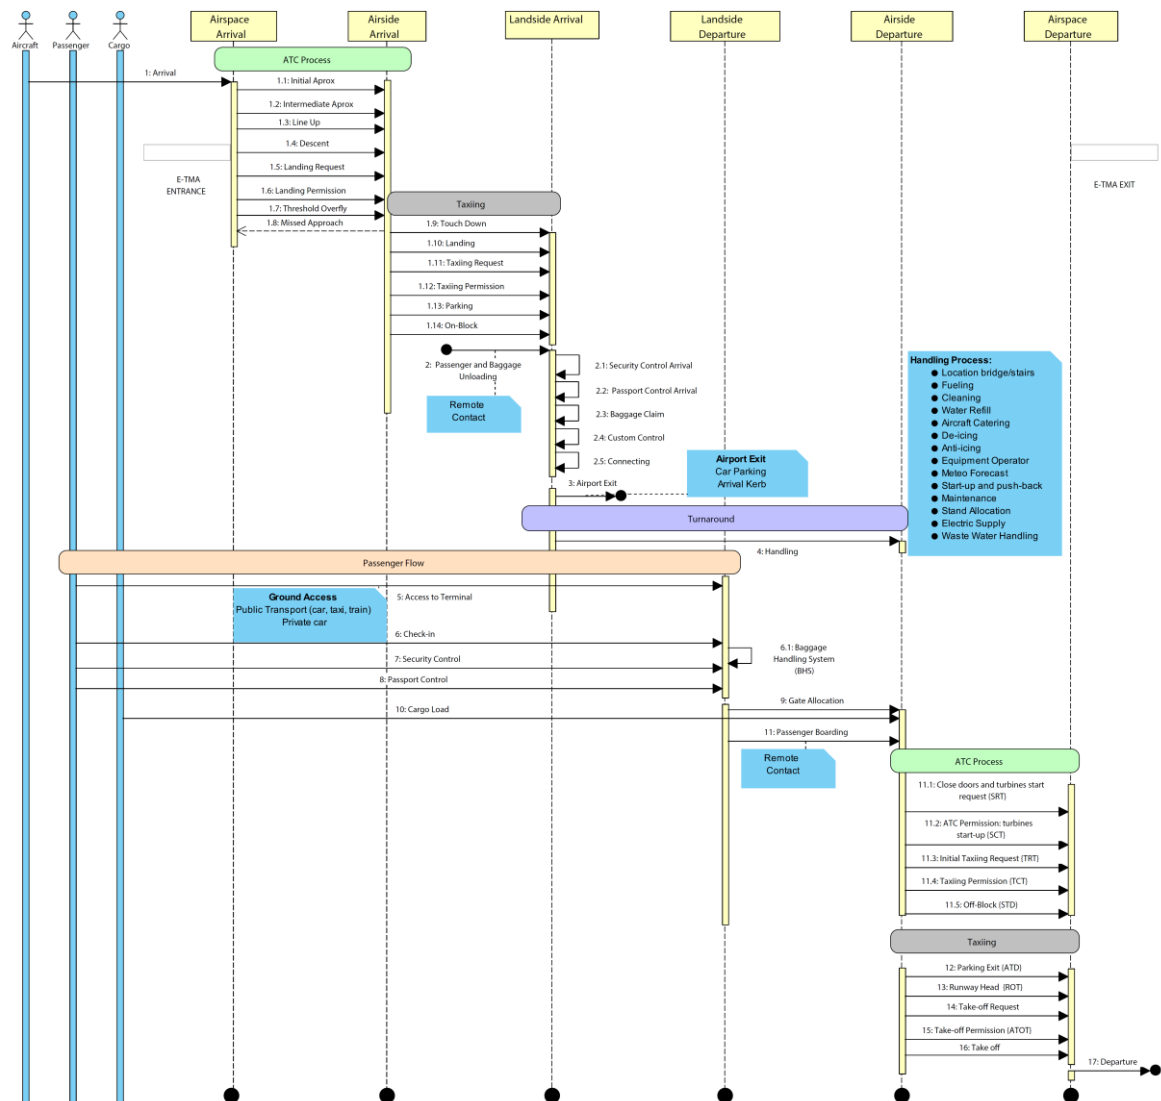 Airspace
Arrival
Airside
Arrival
Landside Arrival
Landside
Departure
Airside
Departure
Airspace
Departure
Aircraft
Passenger
Cargo
ATC Process
1: Arrival
1.1: Initial Aprox
1.2: Intermediate Aprox
1.3: Line Up
1.4: Descent
1.5: Landing Request
E-TMA
ENTRANCE
E-TMA EXIT
1.6: Landing Permission
1.7: Threshold Overfly
1.8: Missed Approach
Taxiing
1.9: Touch Down
1.10: Landing
1.11: Taxiing Request
1.12: Taxiing Permission
1.13: Parking
1.14: On-Block
2: Passenger and Baggage
Unloading
Remote
Contact
2.1: Security Control Arrival
2.2: Passport Control Arrival
2.3: Baggage Claim
2.4: Custom Control
2.5: Connecting
Handling Process:
● Location bridge/stairs
● Fueling
● Cleaning
● Water Refill
● Aircraft Catering
● De-icing
● Anti-icing
● Equipment Operator
● Meteo Forecast
● Start-up and push-back
● Maintenance
● Stand Allocation
● Electric Supply
● Waste Water Handling
Airport Exit
Car Parking
Arrival Kerb
3: Airport Exit
Turnaround
4: Handling
Passenger Flow
Ground Access
Public Transport (car, taxi, train)
Private car
5: Access to Terminal
6: Check-in
6.1: Baggage
Handling System
(BHS)
7: Security Control
8: Passport Control
9: Gate Allocation
10: Cargo Load
11: Passenger Boarding
Remote
Contact
ATC Process
11.1: Close doors and turbines start
request (SRT)
11.2: ATC Permission: turbines
start-up (SCT)
11.3: Initial Taxiing Request (TRT)
11.4: Taxiing Permission (TCT)
11.5: Off-Block (STD)
Taxiing
12: Parking Exit (ATD)
13: Runway Head (ROT)
14: Take-off Request
15: Take-off Permission (ATOT)
16: Take off
17: Departure